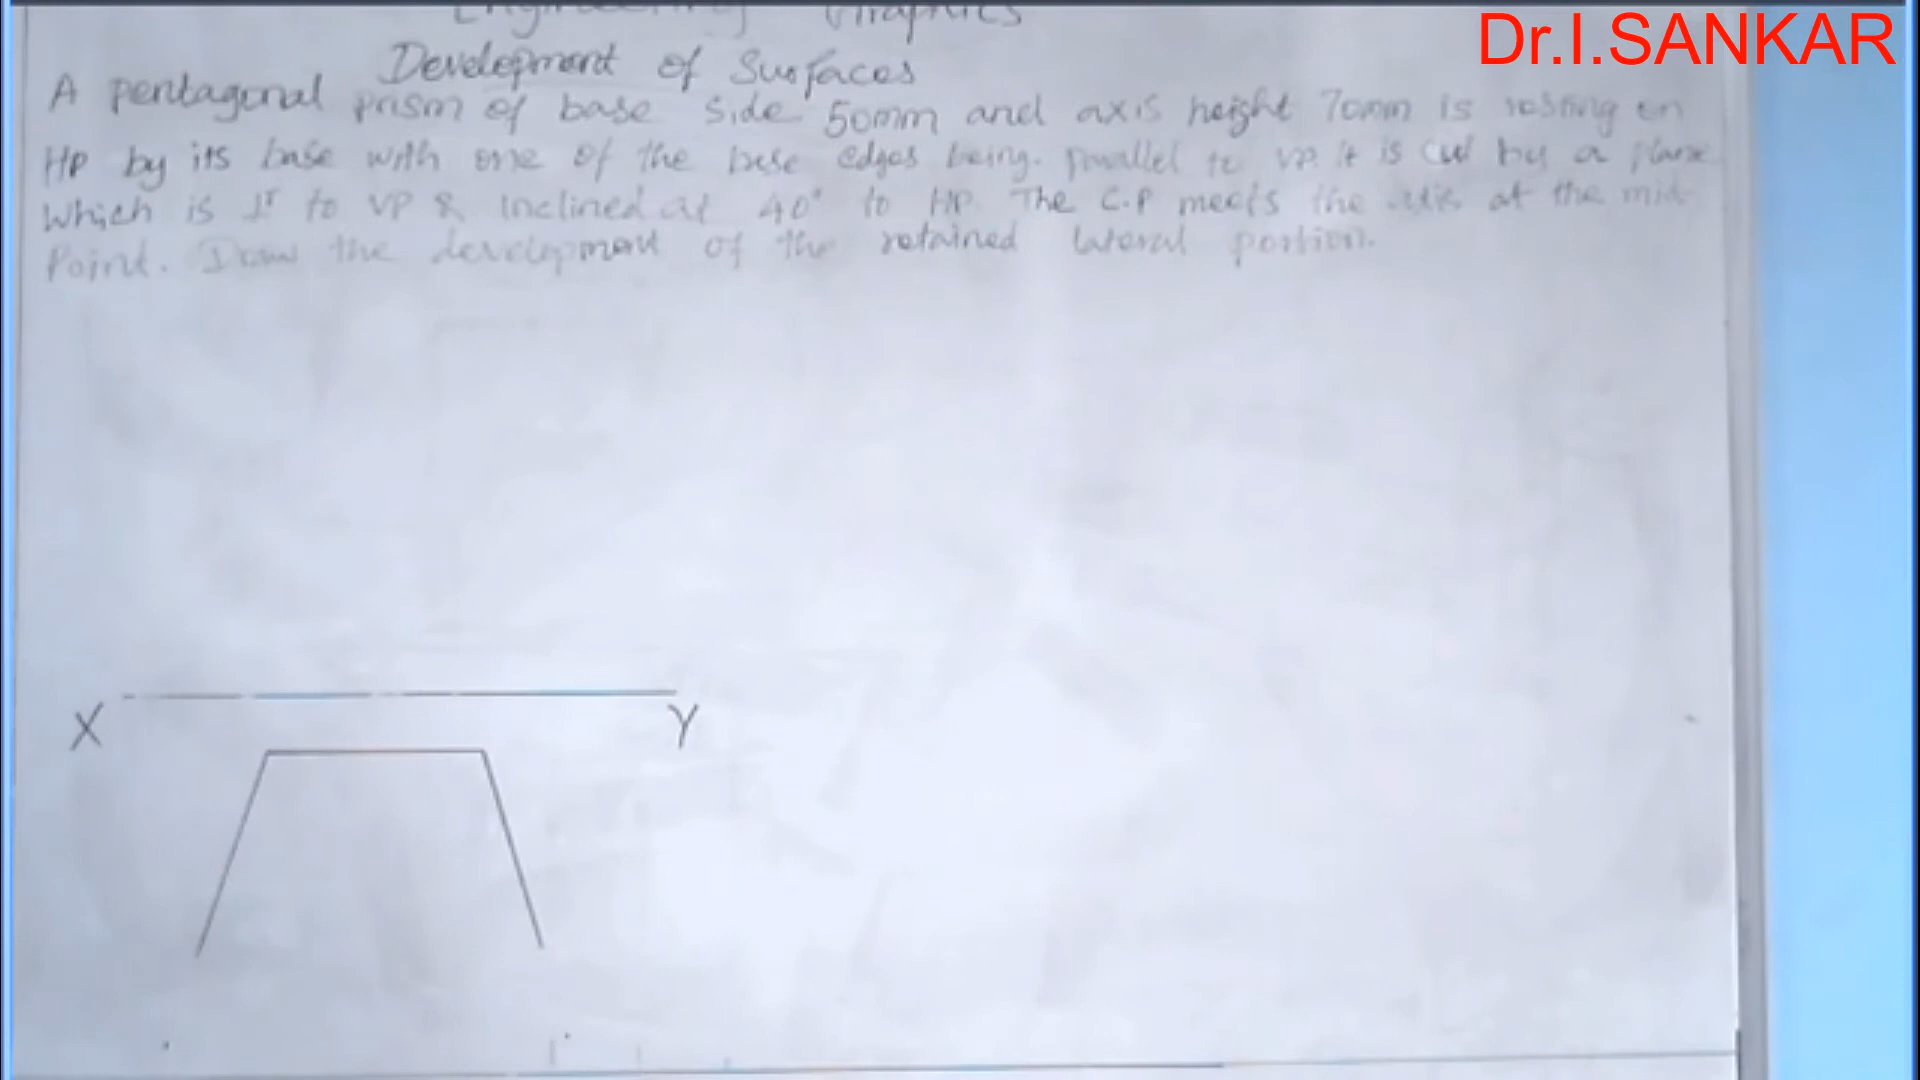 Engineering Graphics
Dr.I.SANKAR
Development of Surfaces
A pentagonal prism of base side 50mm and axis height 70mm is resting on
HP by its base with one of the base edges being. parallel to VP. It is cut by a plane
which is ⊥r to VP & inclined at 40° to HP. The C.P meets the axis at the mid-
Point. Draw the development of the retained lateral portion.
X
Y